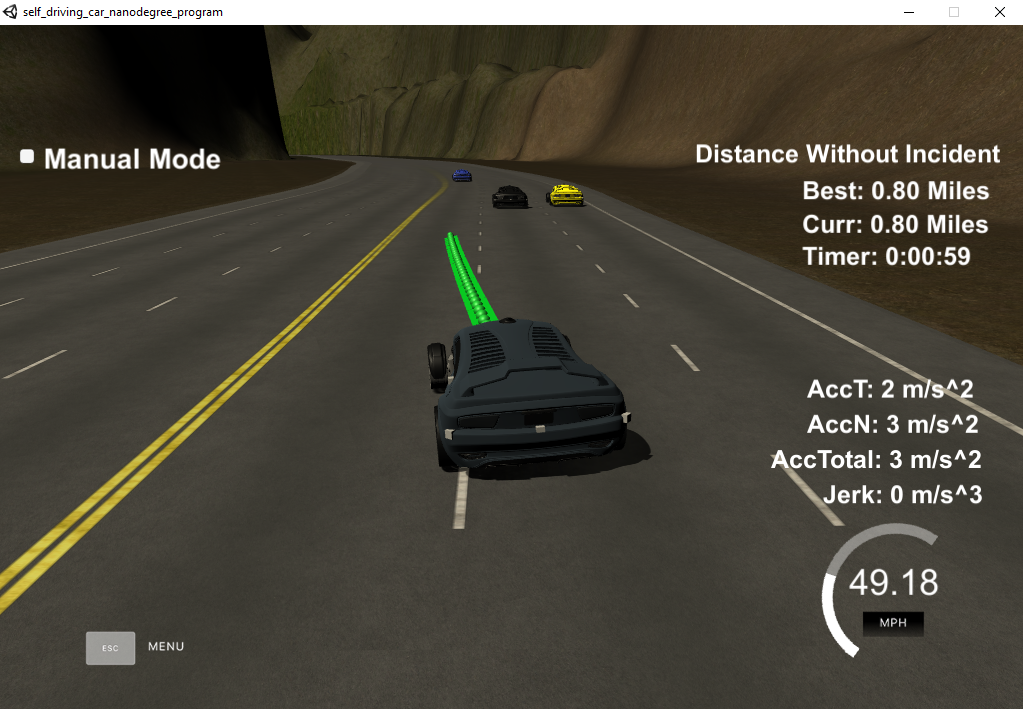 self_driving_car_nanodegree_program
Manual Mode
Distance Without Incident
Best: 0.80 Miles
Curr: 0.80 Miles
Timer: 0:00:59
AccT: 2 m/s^2
AccN: 3 m/s^2
AccTotal: 3 m/s^2
Jerk: 0 m/s^3
49.18
MPH
ESC MENU